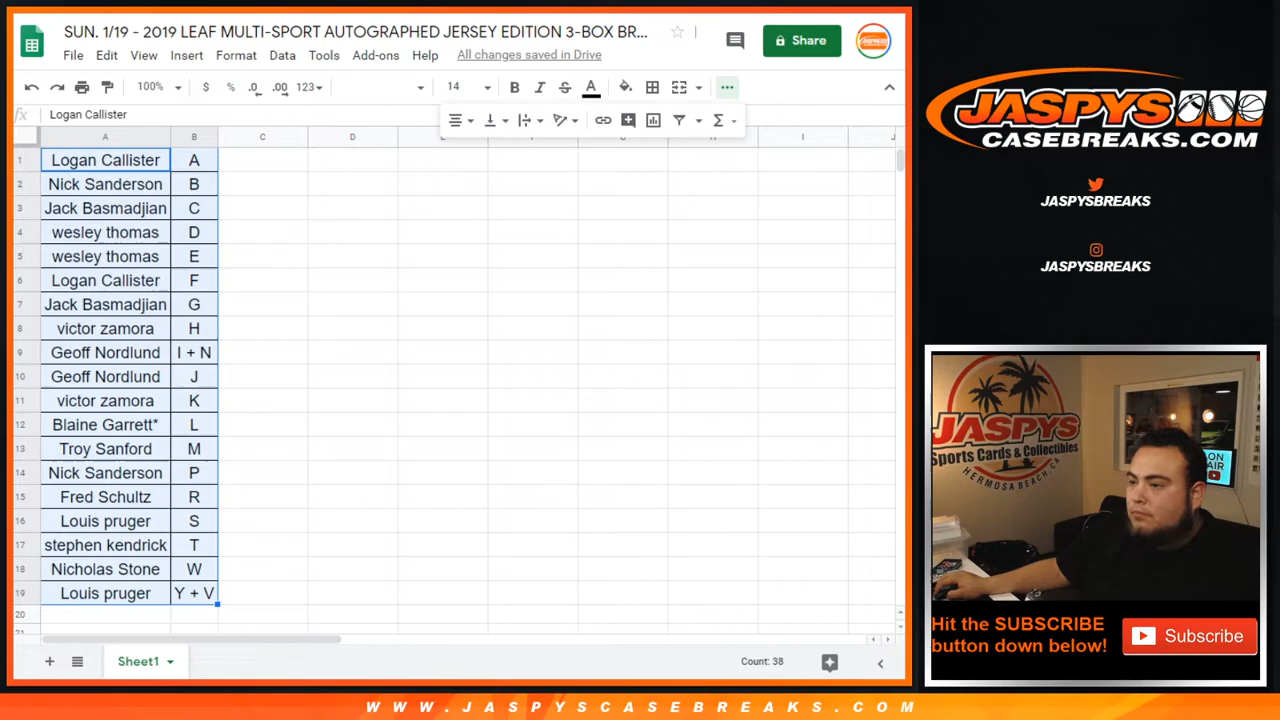 SUN. 1/19 - 2019 LEAF MULTI-SPORT AUTOGRAPHED JERSEY EDITION 3-BOX BR...
Share
File Edit View Insert Format Data Tools Add-ons Help All changes saved in Drive
100% $ % .0 .00 123 14 B I S A
fx Logan Callister
A B C D I
1 Logan Callister A
2 Nick Sanderson B
3 Jack Basmadjian C
4 wesley thomas D
5 wesley thomas E
6 Logan Callister F
7 Jack Basmadjian G
8 victor zamora H
9 Geoff Nordlund I + N
10 Geoff Nordlund J
11 victor zamora K
12 Blaine Garrett* L
13 Troy Sanford M
14 Nick Sanderson P
15 Fred Schultz R
16 Louis pruger S
17 stephen kendrick T
18 Nicholas Stone W
19 Louis pruger Y + V
20
Sheet1
Count: 38
JASPYS
CASEBREAKS.COM
JASPYSBREAKS
JASPYSBREAKS
JASPYS
Sports Cards & Collectibles
HERMOSA BEACH, CA
ON
AIR
Hit the SUBSCRIBE
button down below!
Subscribe
WWW.JASPYSCASEBREAKS.COM